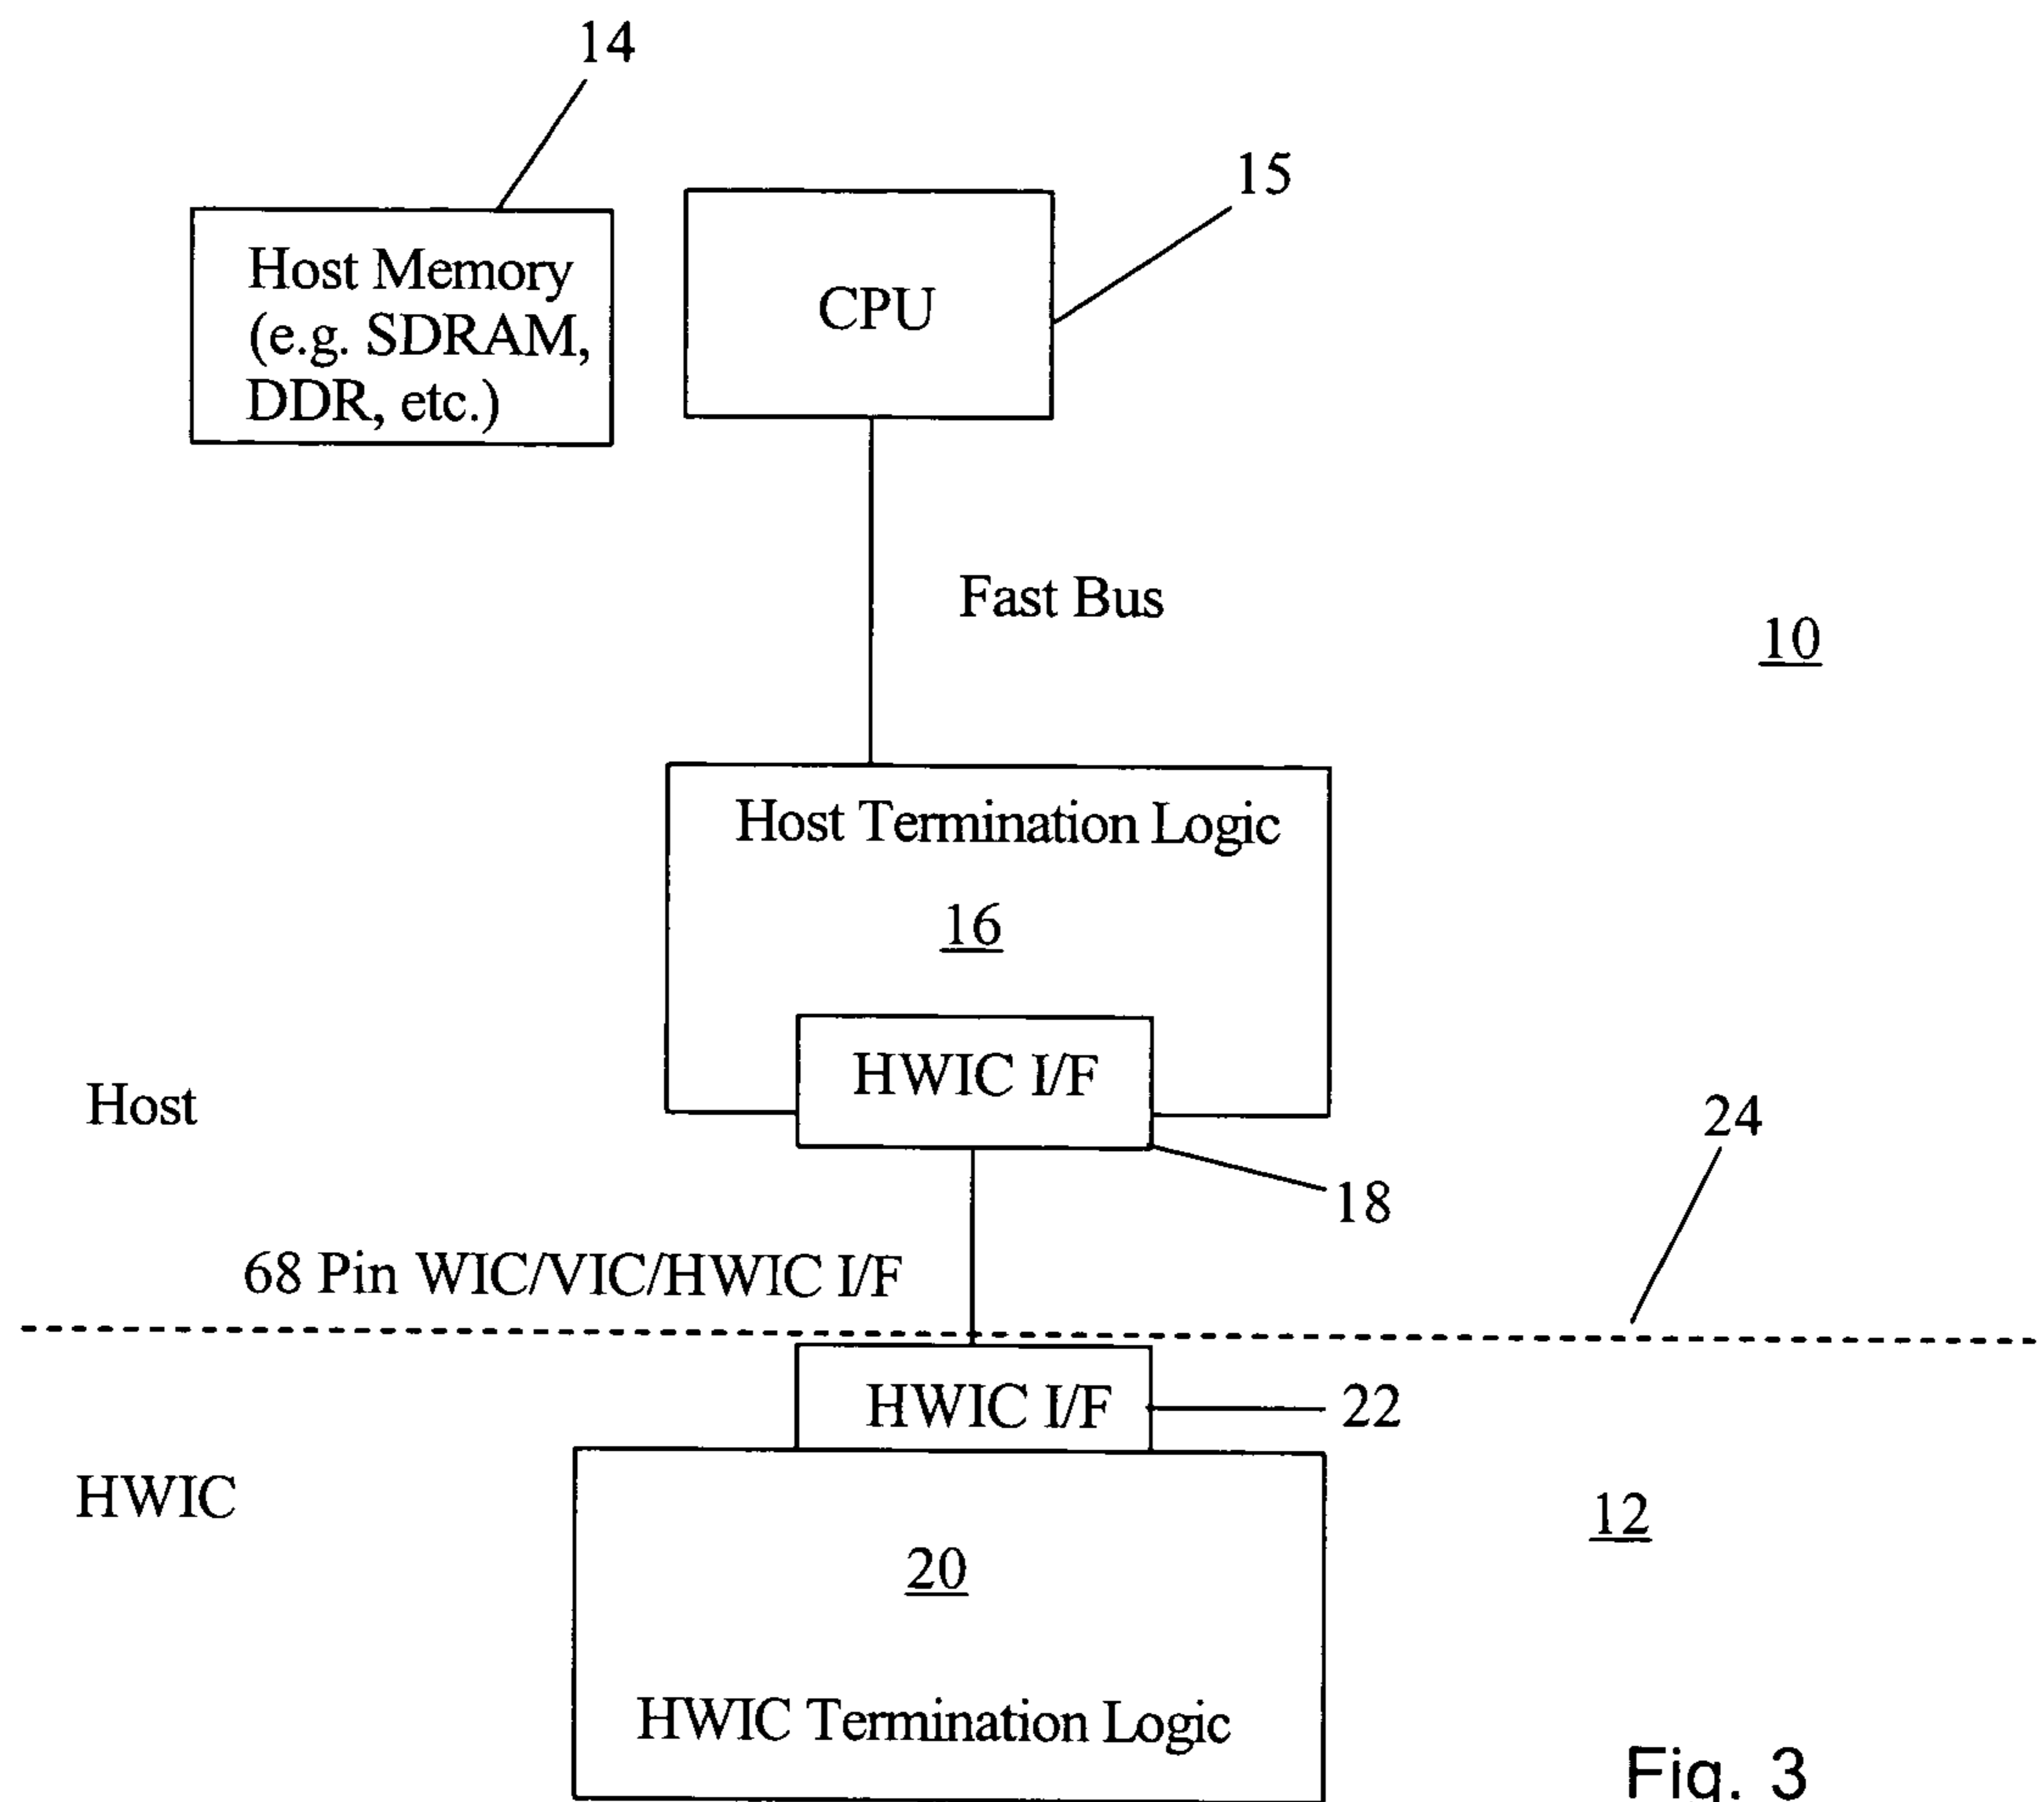 14
15
Host Memory
(e.g. SDRAM,
DDR, etc.)
CPU
Fast Bus
10
Host Termination Logic
16
HWIC I/F
Host
24
18
68 Pin WIC/VIC/HWIC I/F
HWIC I/F
22
HWIC
12
20
HWIC Termination Logic
Fig. 3